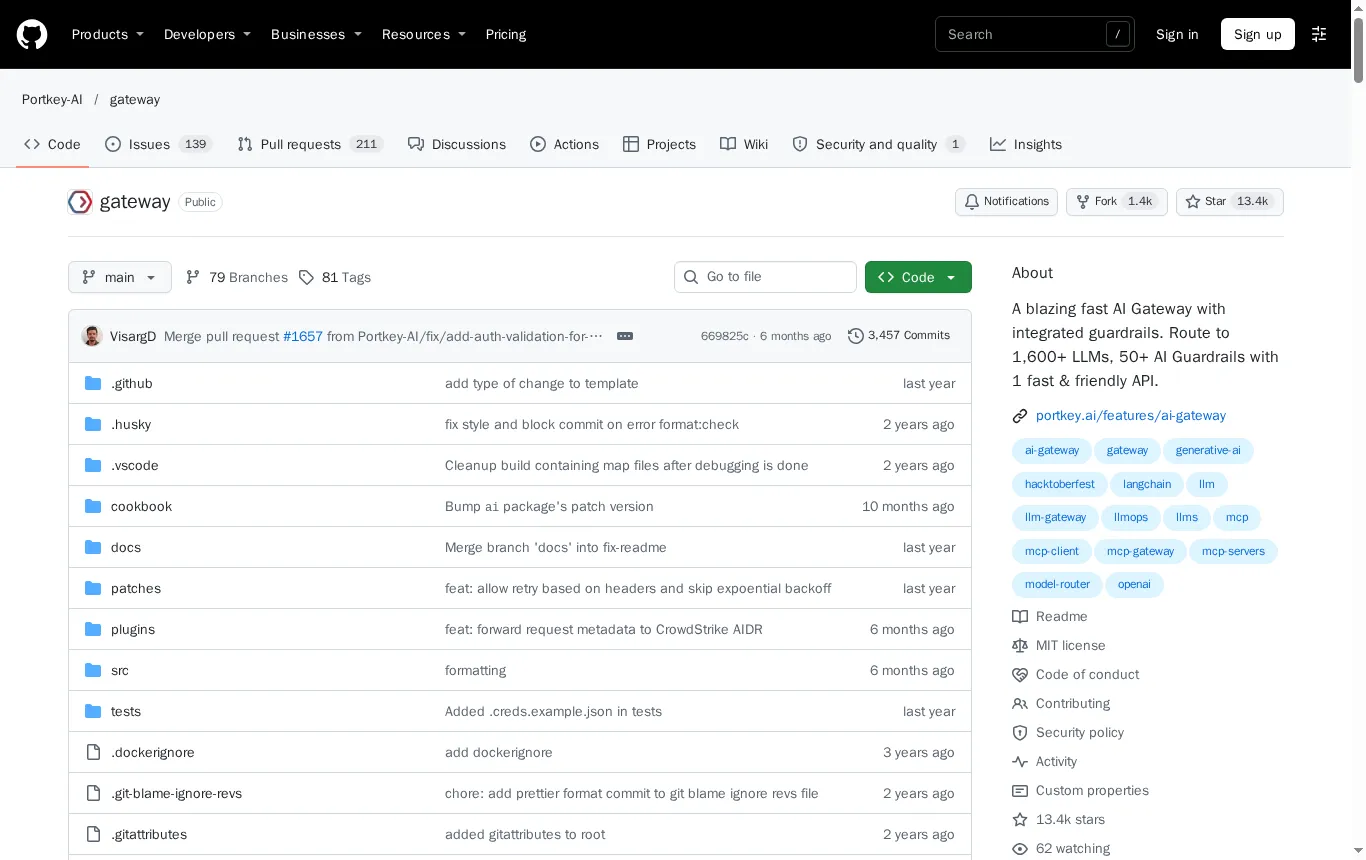 Products Developers Businesses Resources Pricing Search / Sign in Sign up
Portkey-AI / gateway
Code Issues 139 Pull requests 211 Discussions Actions Projects Wiki Security and quality 1 Insights
gateway Public Notifications Fork 1.4k Star 13.4k
main 79 Branches 81 Tags Go to file Code
VisargD Merge pull request #1657 from Portkey-AI/fix/add-auth-validation-for-··· 669825c · 6 months ago 3,457 Commits
.github add type of change to template last year
.husky fix style and block commit on error format:check 2 years ago
.vscode Cleanup build containing map files after debugging is done 2 years ago
cookbook Bump ai package's patch version 10 months ago
docs Merge branch 'docs' into fix-readme last year
patches feat: allow retry based on headers and skip expoential backoff last year
plugins feat: forward request metadata to CrowdStrike AIDR 6 months ago
src formatting 6 months ago
tests Added .creds.example.json in tests last year
.dockerignore add dockerignore 3 years ago
.git-blame-ignore-revs chore: add prettier format commit to git blame ignore revs file 2 years ago
.gitattributes added gitattributes to root 2 years ago
About
A blazing fast AI Gateway with
integrated guardrails. Route to
1,600+ LLMs, 50+ AI Guardrails with
1 fast & friendly API.
portkey.ai/features/ai-gateway
ai-gateway gateway generative-ai
hacktoberfest langchain llm
llm-gateway llmops llms mcp
mcp-client mcp-gateway mcp-servers
model-router openai
Readme
MIT license
Code of conduct
Contributing
Security policy
Activity
Custom properties
13.4k stars
62 watching